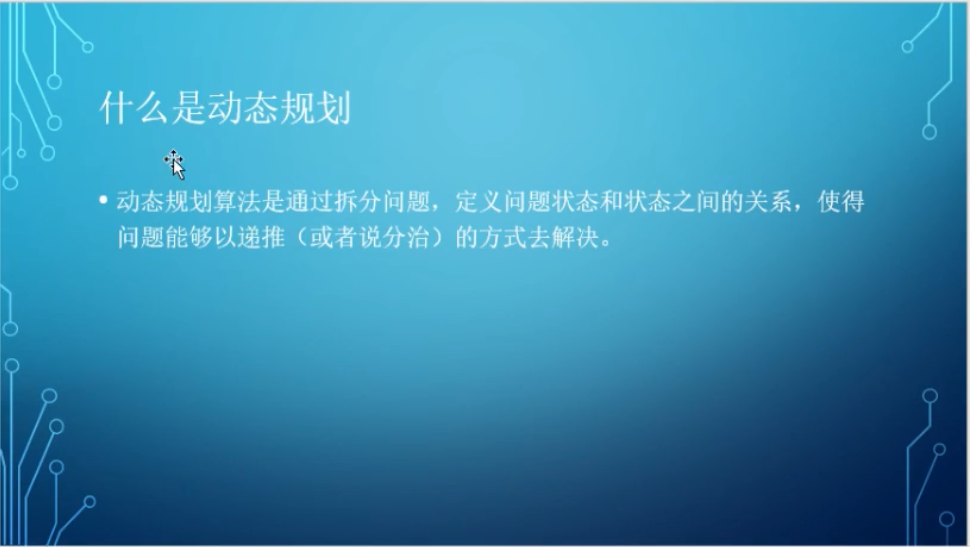 什么是动态规划
• 动态规划算法是通过拆分问题，定义问题状态和状态之间的关系，使得
问题能够以递推（或者说分治）的方式去解决。